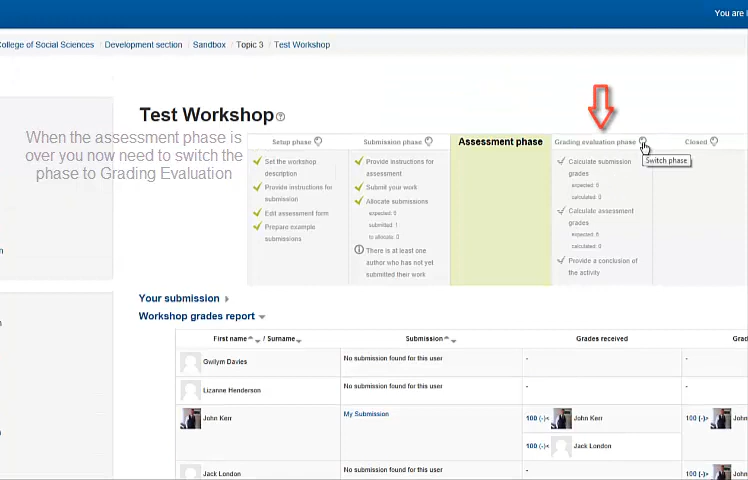 You are
College of Social Sciences / Development section / Sandbox / Topic 3 / Test Workshop
Test Workshop
When the assessment phase is
over you now need to switch the
phase to Grading Evaluation
Setup phase
Set the workshop
description
Provide instructions for
submission
Edit assessment form
Prepare example
submissions
Submission phase
Provide instructions for
assessment
Submit your work
Allocate submissions
expected: 5
submitted: 1
to allocate: 0
There is at least one
author who has not yet
submitted their work
Assessment phase
Grading evaluation phase
Switch phase
Calculate submission
grades
expected: 5
calculated: 0
Calculate assessment
grades
expected: 6
calculated: 0
Provide a conclusion of
the activity
Closed
Your submission
Workshop grades report
First name / Surname Submission Grades received
Gwilym Davies No submission found for this user - -
Lizanne Henderson No submission found for this user - -
John Kerr My Submission 100 (-)< John Kerr 100 (-)> John
100 (-)< Jack London
Jack London No submission found for this user - 100 (-)> John